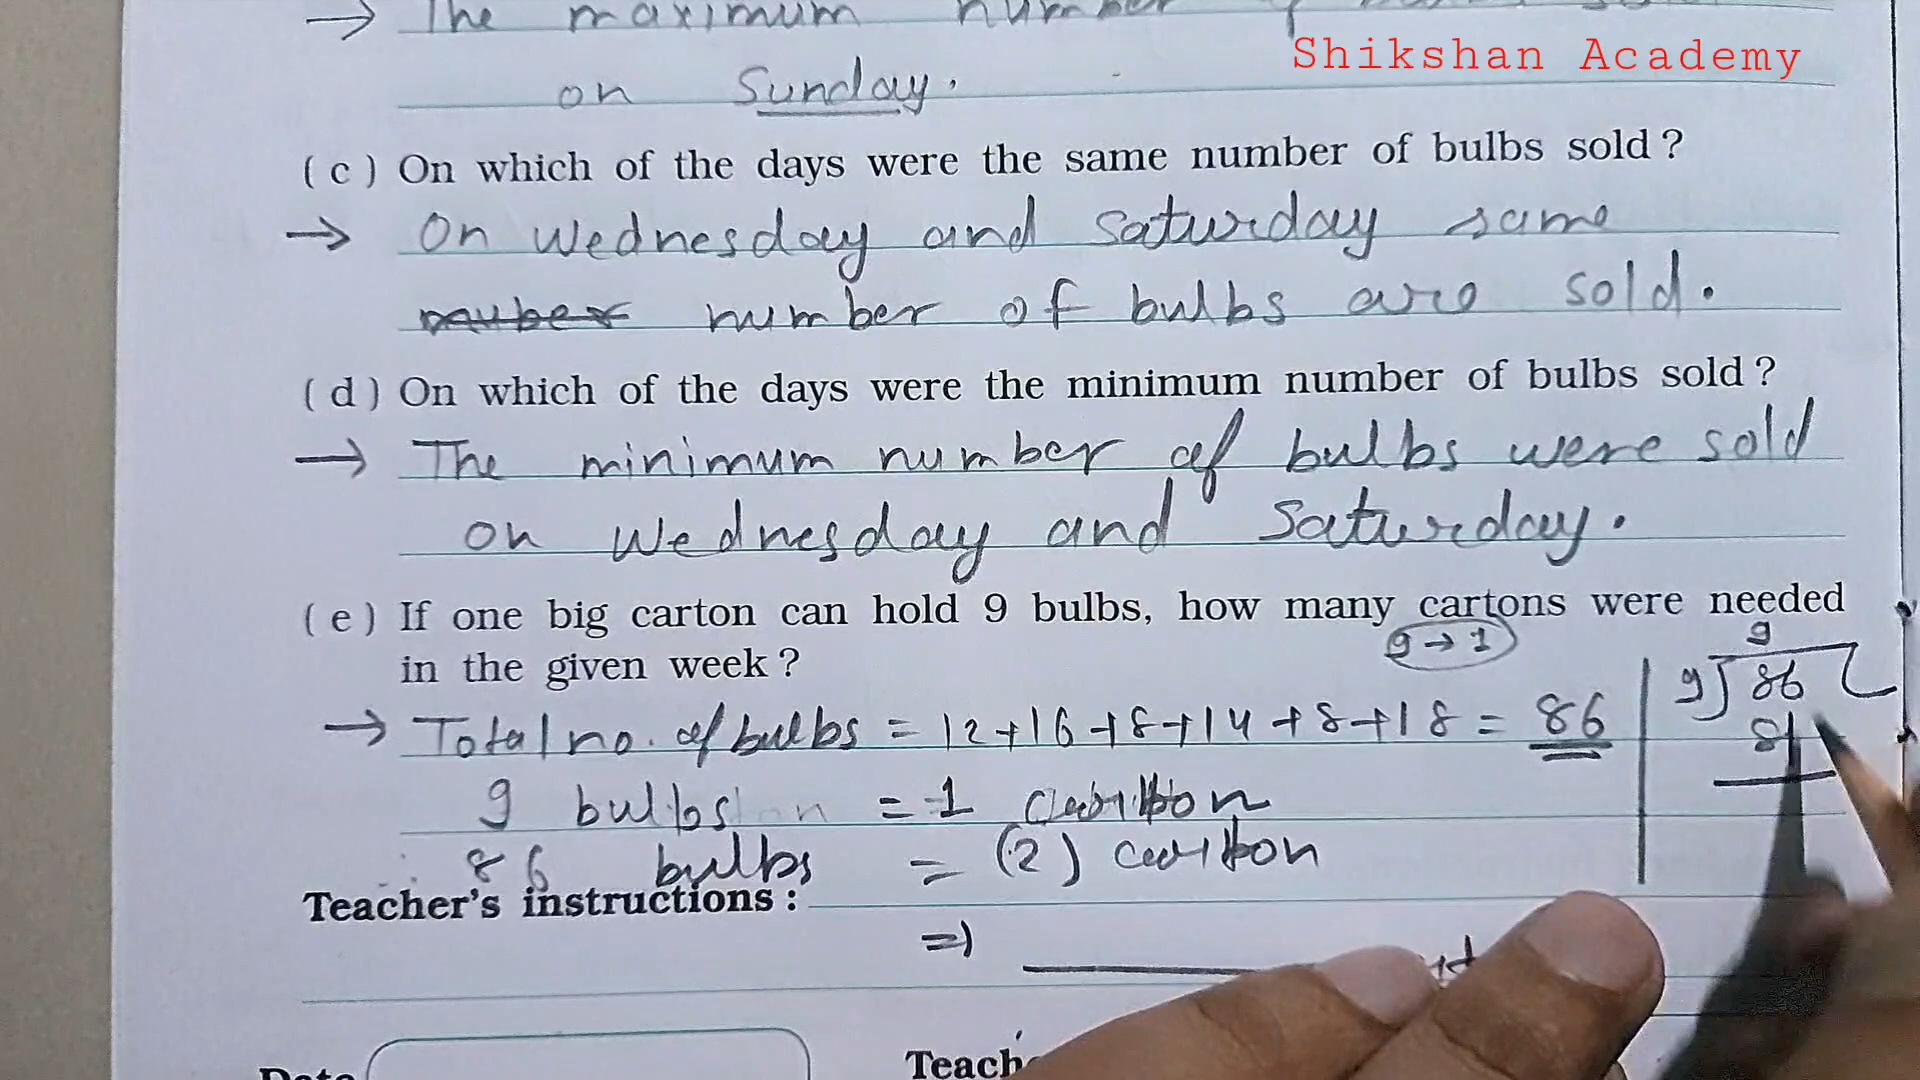 → The maximum number of
Shikshan Academy
on Sunday.
(c) On which of the days were the same number of bulbs sold?
→ On wednesday and saturday same
number of bulbs are sold.
(d) On which of the days were the minimum number of bulbs sold?
→ The minimum number of bulbs were sold
on wednesday and saturday.
(e) If one big carton can hold 9 bulbs, how many cartons were needed
in the given week?
9 → 1
→ Total no. of bulbs = 12+16+8+14+8+18 = 86
9
9) 86
81
9 bulbs = 1 carton
86 bulbs = (?) carton
Teacher's instructions :
=)
Teach